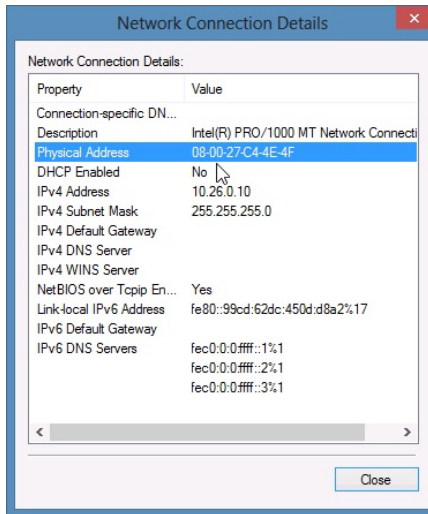 Network Connection Details
Network Connection Details:
Property Value
Connection-specific DN...
Description Intel(R) PRO/1000 MT Network Connecti
Physical Address 08-00-27-C4-4E-4F
DHCP Enabled No
IPv4 Address 10.26.0.10
IPv4 Subnet Mask 255.255.255.0
IPv4 Default Gateway
IPv4 DNS Server
IPv4 WINS Server
NetBIOS over Tcpip En... Yes
Link-local IPv6 Address fe80::99cd:62dc:450d:d8a2%17
IPv6 Default Gateway
IPv6 DNS Servers fec0:0:0:ffff::1%1
fec0:0:0:ffff::2%1
fec0:0:0:ffff::3%1
Close